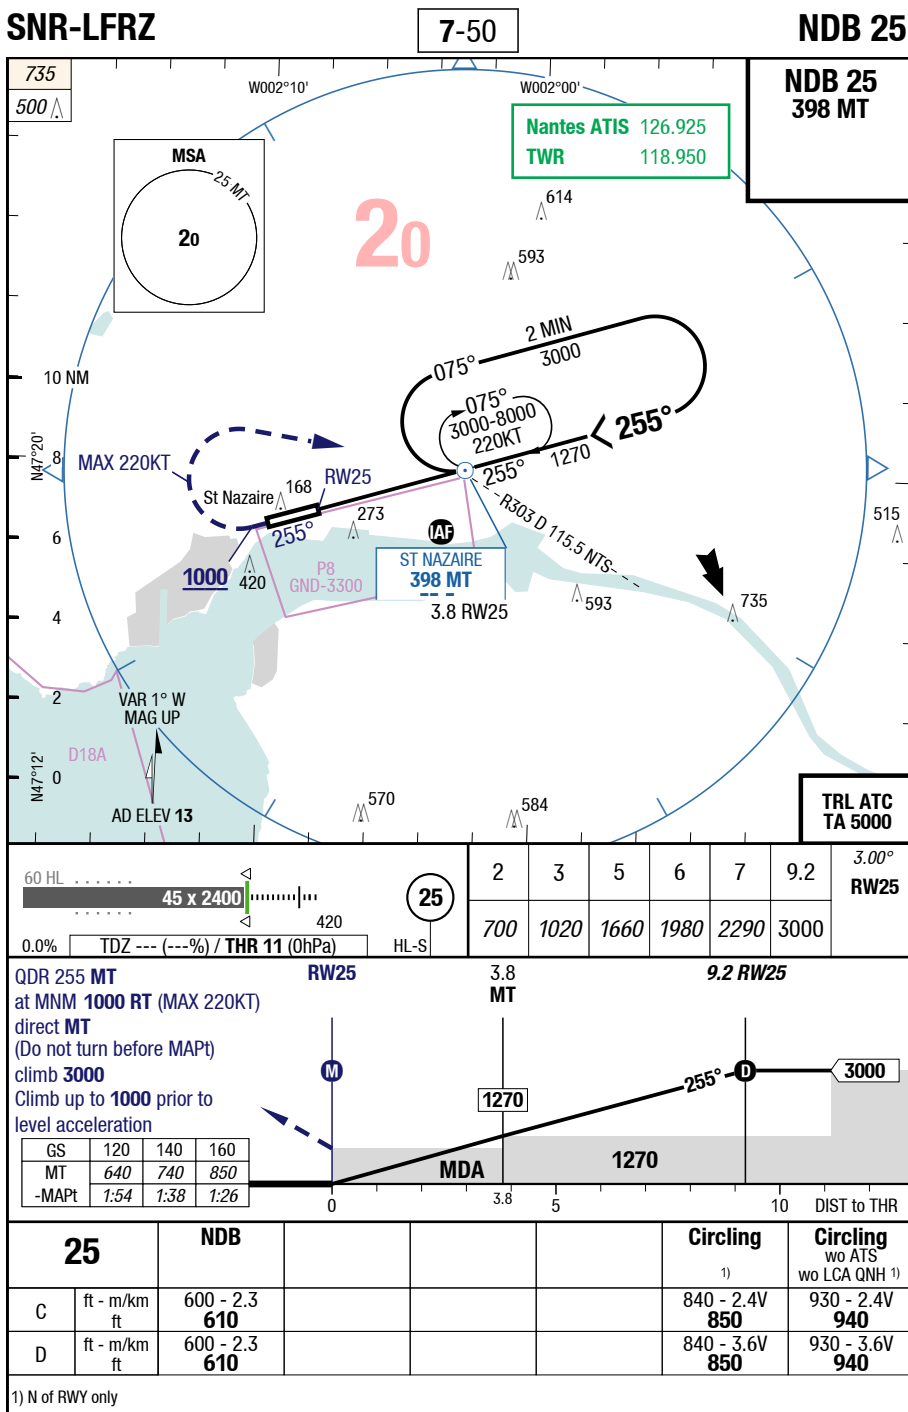 SNR-LFRZ
7-50
NDB 25
735
500
W002°10'
W002°00'
NDB 25
398 MT
Nantes ATIS 126.925
TWR 118.950
MSA
25 MT
20
20
614
593
2 MIN
3000
075°
10 NM
075°
3000-8000
220KT
255°
1270
255°
N47°20'
8
MAX 220KT
RW25
St Nazaire
168
273
R303 D 115.5 NTS
515
6
255°
IAF
1000
420
P8
GND-3300
ST NAZAIRE
398 MT
3.8 RW25
593
735
4
2
VAR 1° W
MAG UP
D18A
N47°12'
0
AD ELEV 13
570
584
TRL ATC
TA 5000
60 HL
45 x 2400
420
25
0.0%
TDZ --- (---%) / THR 11 (0hPa)
HL-S
2 3 5 6 7 9.2 3.00°
RW25
700 1020 1660 1980 2290 3000
QDR 255 MT
at MNM 1000 RT (MAX 220KT)
direct MT
(Do not turn before MAPt)
climb 3000
Climb up to 1000 prior to
level acceleration
RW25
3.8
MT
9.2 RW25
M
255°
D
3000
1270
MDA
1270
GS 120 140 160
MT 640 740 850
-MAPt 1:54 1:38 1:26
0
3.8
5
10
DIST to THR
25
NDB
Circling
1)
Circling
wo ATS
wo LCA QNH 1)
C
ft - m/km
ft
600 - 2.3
610
840 - 2.4V
850
930 - 2.4V
940
D
ft - m/km
ft
600 - 2.3
610
840 - 3.6V
850
930 - 3.6V
940
1) N of RWY only